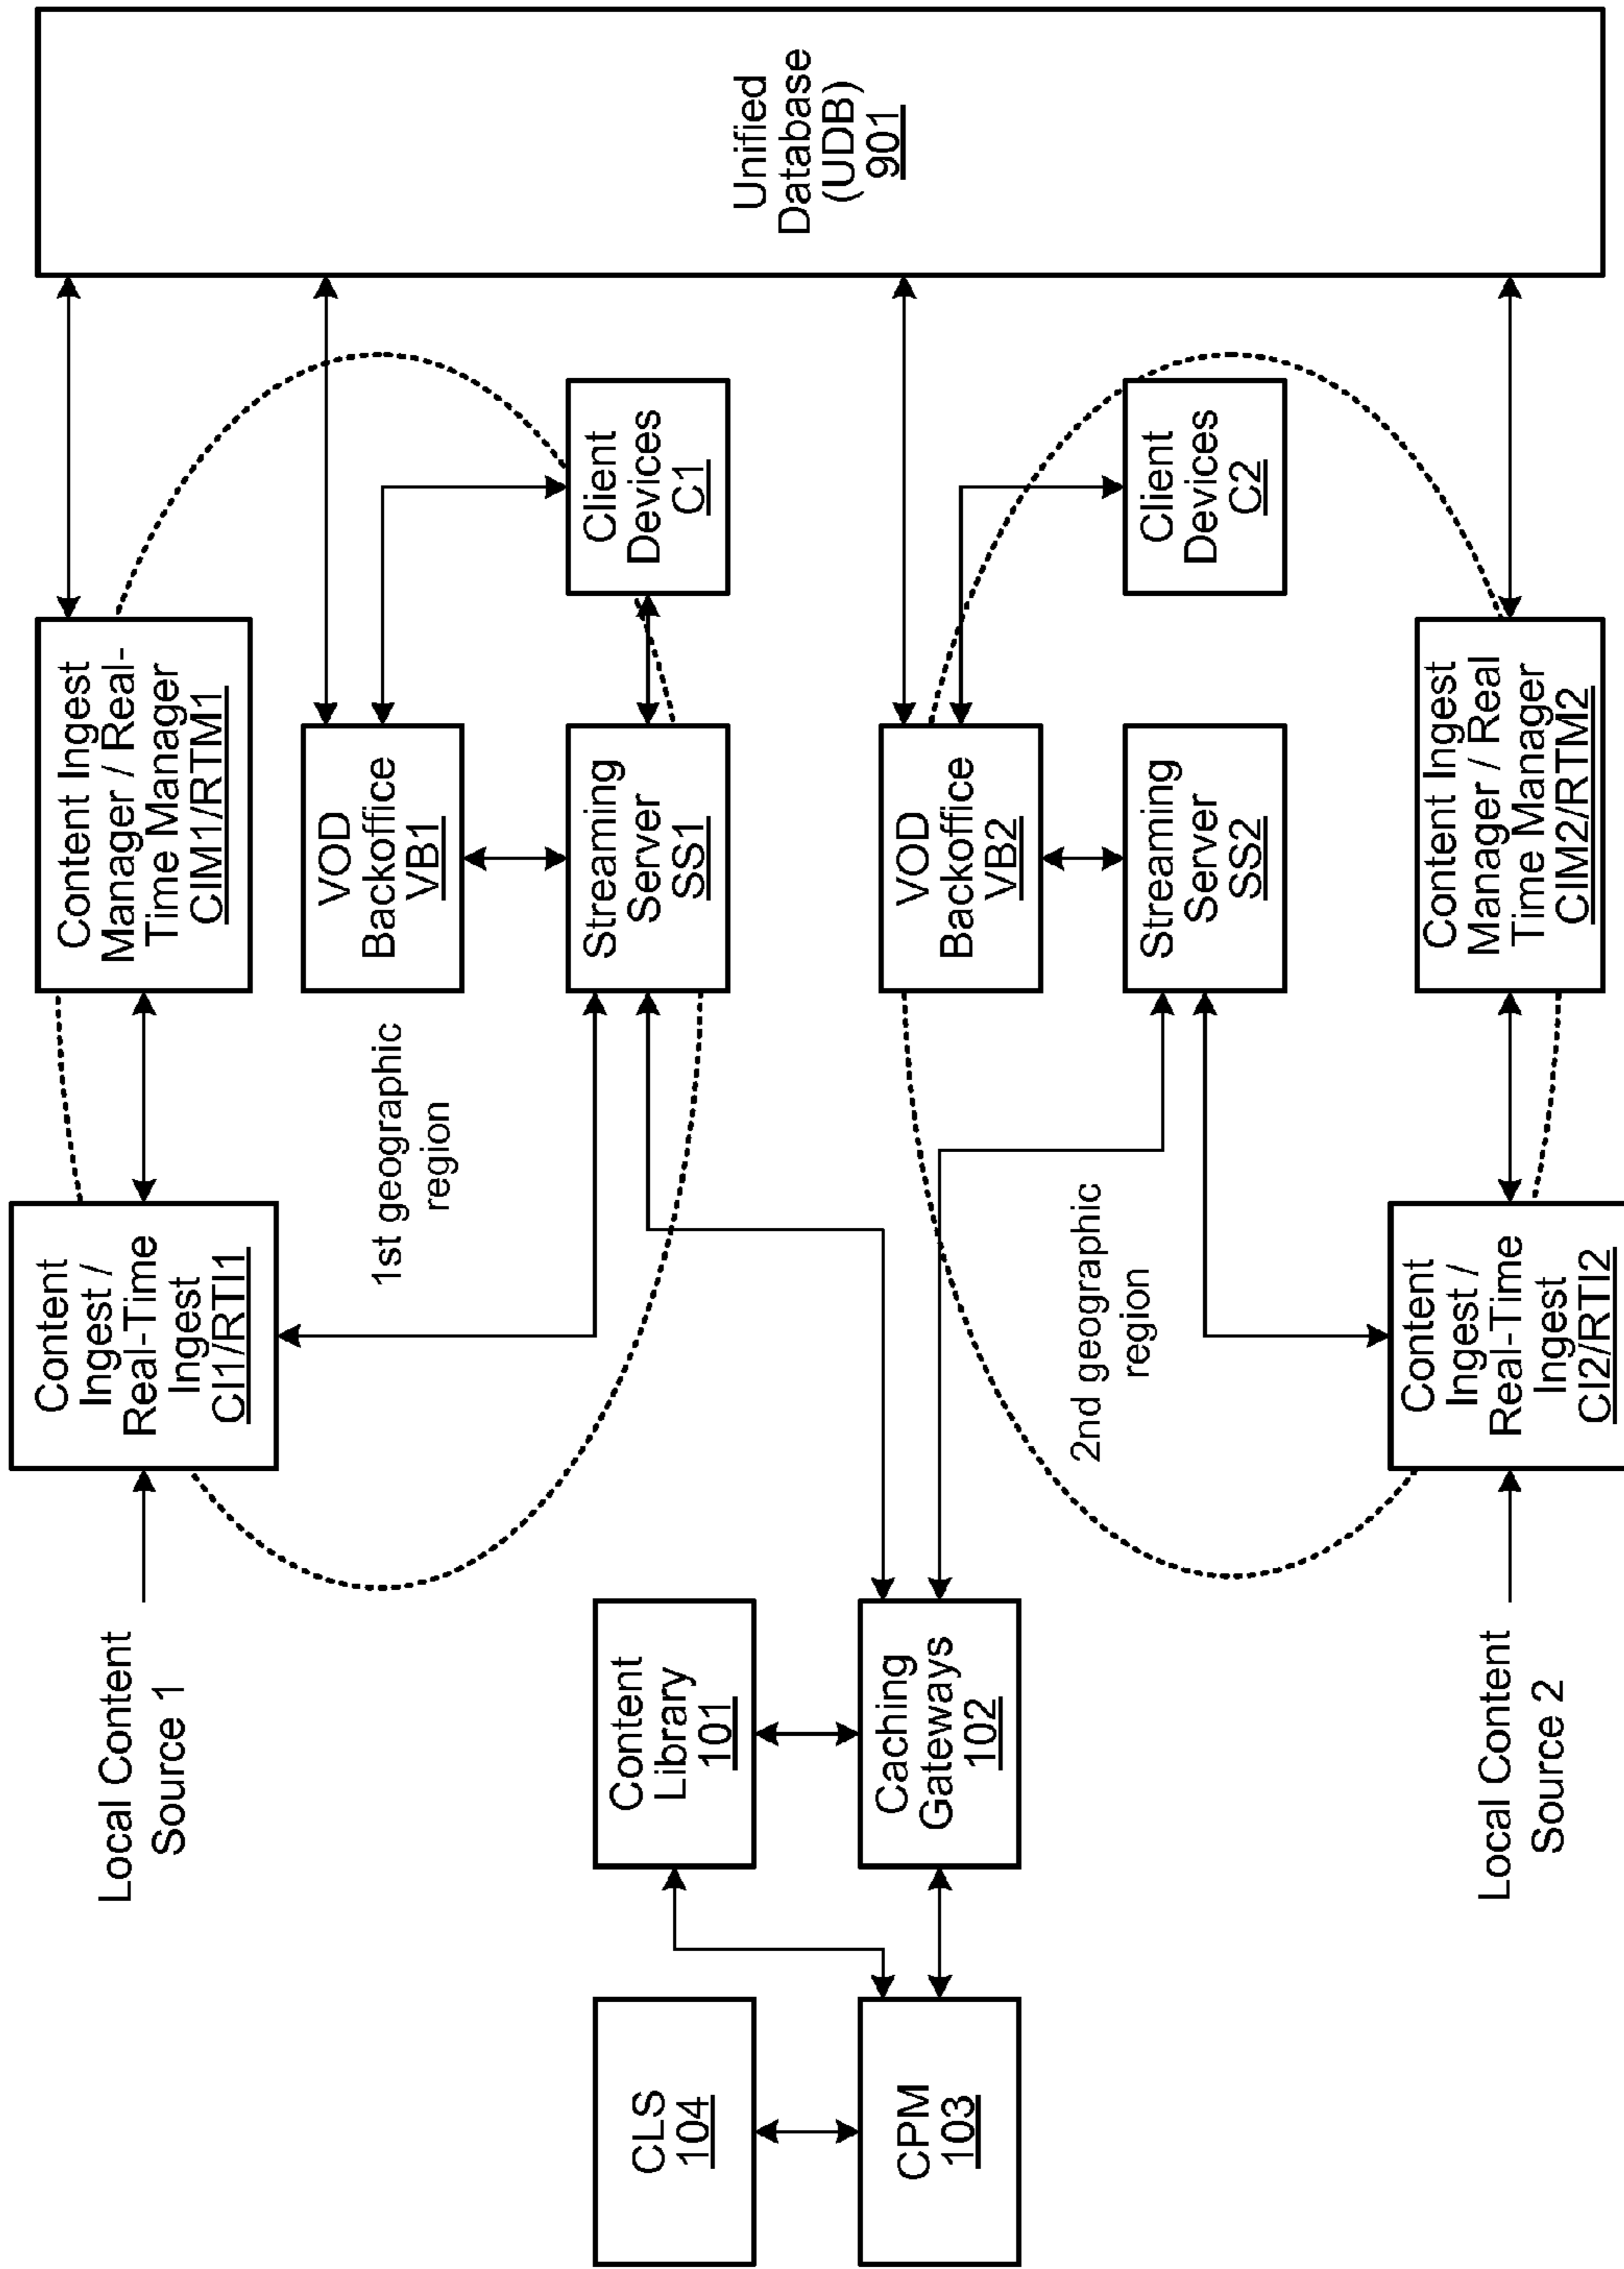 Local Content
Source 1
Content
Ingest /
Real-Time
Ingest
CI1/RTI1
Content Ingest
Manager / Real-
Time Manager
CIM1/RTM1
1st geographic
region
VOD
Backoffice
VB1
Streaming
Server
SS1
Client
Devices
C1
Unified
Database
(UDB)
901
CLS
104
Content
Library
101
CPM
103
Caching
Gateways
102
VOD
Backoffice
VB2
Streaming
Server
SS2
Client
Devices
C2
2nd geographic
region
Local Content
Source 2
Content
Ingest /
Real-Time
Ingest
CI2/RTI2
Content Ingest
Manager / Real
Time Manager
CIM2/RTM2